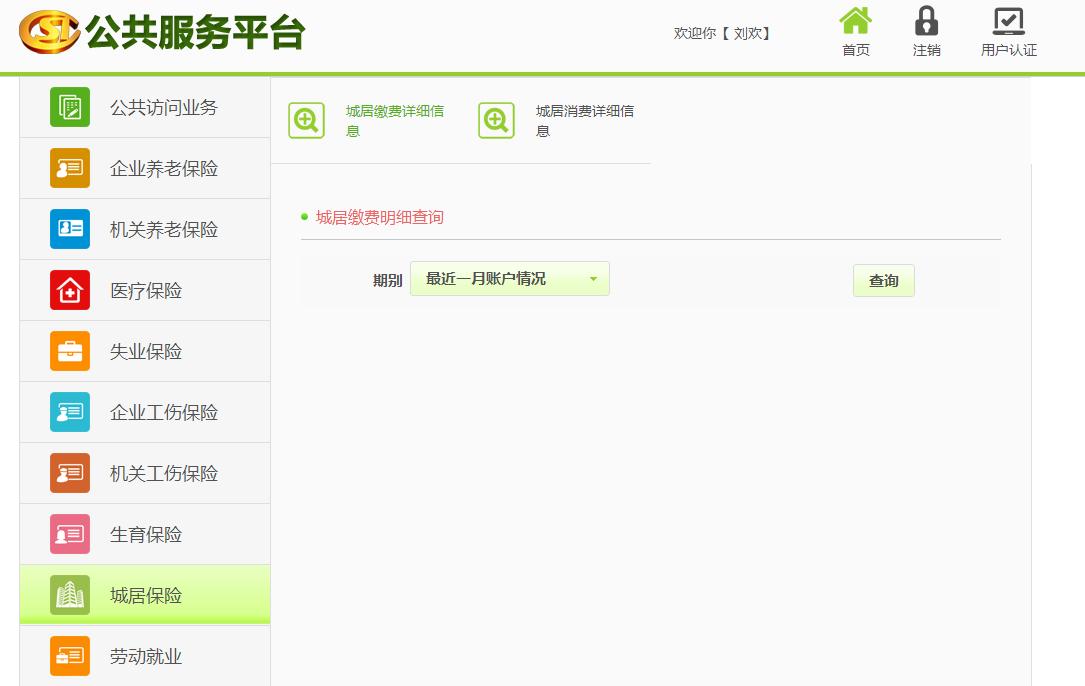 CSI 公共服务平台
欢迎你【 刘欢】
首页
注销
用户认证
公共访问业务
企业养老保险
机关养老保险
医疗保险
失业保险
企业工伤保险
机关工伤保险
生育保险
城居保险
劳动就业
城居缴费详细信
息
城居消费详细信
息
城居缴费明细查询
期别 最近一月账户情况 查询